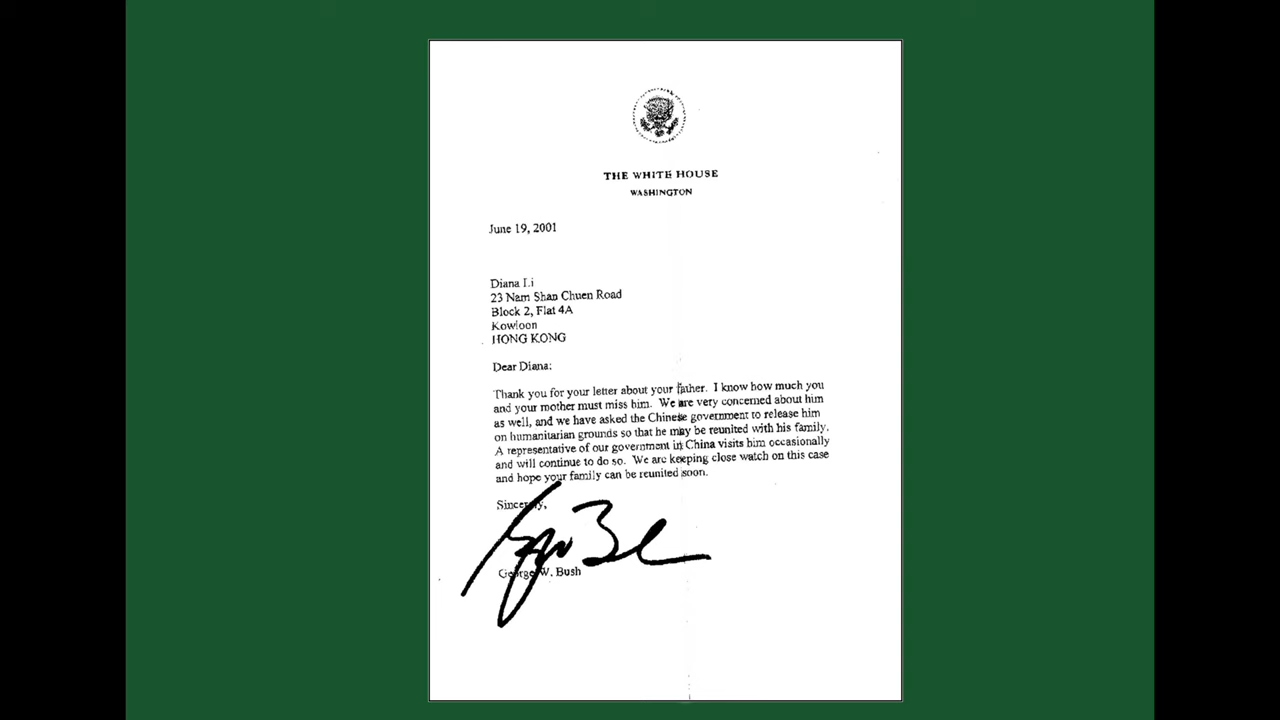 THE WHITE HOUSE
WASHINGTON
June 19, 2001
Diana Li
23 Nam Shan Chuen Road
Block 2, Flat 4A
Kowloon
HONG KONG
Dear Diana:
Thank you for your letter about your father. I know how much you
and your mother must miss him. We are very concerned about him
as well, and we have asked the Chinese government to release him
on humanitarian grounds so that he may be reunited with his family.
A representative of our government in China visits him occasionally
and will continue to do so. We are keeping close watch on this case
and hope your family can be reunited soon.
Sincerely,
George W. Bush